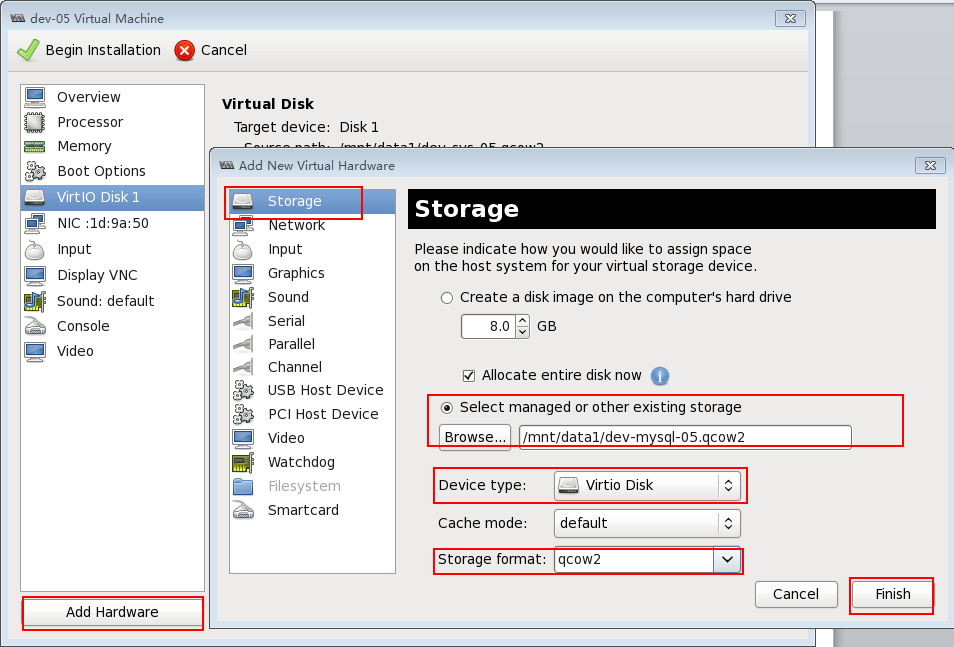 dev-05 Virtual Machine
Begin Installation
Cancel
Overview
Processor
Memory
Boot Options
VirtIO Disk 1
NIC :1d:9a:50
Input
Display VNC
Sound: default
Console
Video
Add Hardware
Virtual Disk
Target device: Disk 1
Source path: /mnt/data1/dev-sys-05.qcow2
Add New Virtual Hardware
Storage
Network
Input
Graphics
Sound
Serial
Parallel
Channel
USB Host Device
PCI Host Device
Video
Watchdog
Filesystem
Smartcard
Storage
Please indicate how you would like to assign space
on the host system for your virtual storage device.
Create a disk image on the computer's hard drive
8.0 GB
Allocate entire disk now
Select managed or other existing storage
Browse... /mnt/data1/dev-mysql-05.qcow2
Device type: Virtio Disk
Cache mode: default
Storage format: qcow2
Cancel Finish